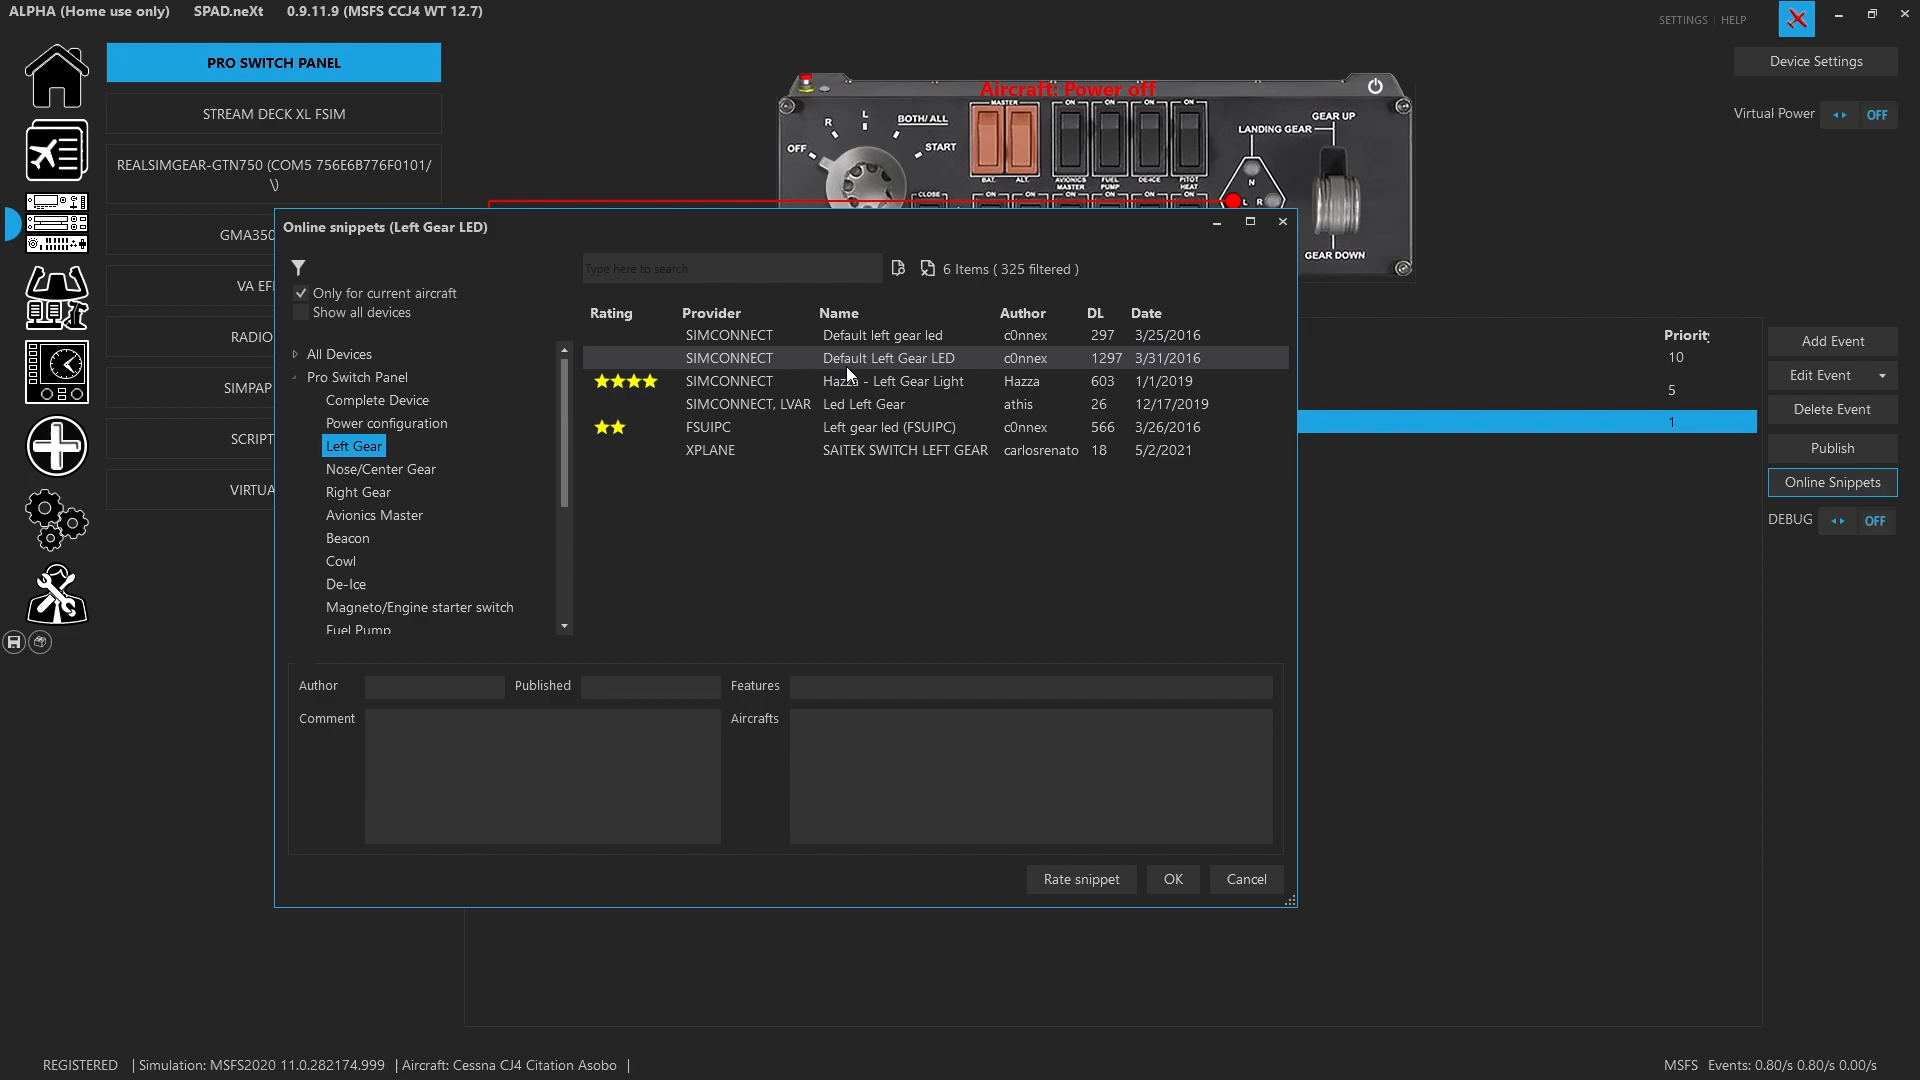 ALPHA (Home use only) SPAD.neXt 0.9.11.9 (MSFS CCJ4 WT 12.7)
SETTINGS | HELP
PRO SWITCH PANEL
STREAM DECK XL FSIM
REALSIMGEAR-GTN750 (COM5 756E6B776F0101/
\)
GMA350
VA EF
RADIO
SIMPAP
SCRIPT
VIRTUA
Aircraft: Power off
MASTER
ON ON ON ON
OFF R L BOTH/ALL START
BAT. ALT.
AVIONICS MASTER
FUEL PUMP
DE-ICE
PITOT HEAT
CLOSE
ON ON ON ON ON
GEAR UP
LANDING GEAR
N
L R
GEAR DOWN
Device Settings
Virtual Power OFF
Online snippets (Left Gear LED)
Only for current aircraft
Show all devices
Type here to search
6 Items ( 325 filtered )
All Devices
Pro Switch Panel
Complete Device
Power configuration
Left Gear
Nose/Center Gear
Right Gear
Avionics Master
Beacon
Cowl
De-Ice
Magneto/Engine starter switch
Fuel Pump
Rating Provider Name Author DL Date
SIMCONNECT Default left gear led c0nnex 297 3/25/2016
SIMCONNECT Default Left Gear LED c0nnex 1297 3/31/2016
SIMCONNECT Hazza - Left Gear Light Hazza 603 1/1/2019
SIMCONNECT, LVAR Led Left Gear athis 26 12/17/2019
FSUIPC Left gear led (FSUIPC) c0nnex 566 3/26/2016
XPLANE SAITEK SWITCH LEFT GEAR carlosrenato 18 5/2/2021
Author Published Features
Comment Aircrafts
Rate snippet OK Cancel
Priority
10
5
1
Add Event
Edit Event
Delete Event
Publish
Online Snippets
DEBUG OFF
REGISTERED | Simulation: MSFS2020 11.0.282174.999 | Aircraft: Cessna CJ4 Citation Asobo |
MSFS Events: 0.80/s 0.80/s 0.00/s